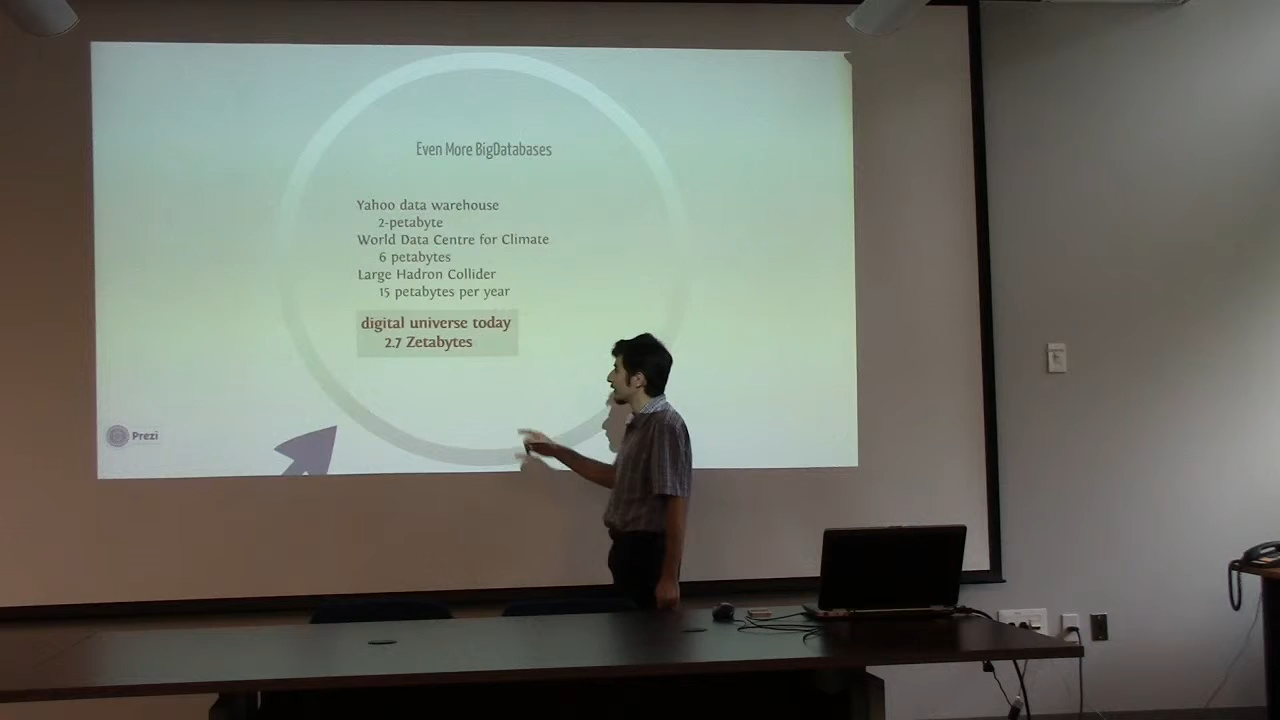 Even More BigDatabases
Yahoo data warehouse
2-petabyte
World Data Centre for Climate
6 petabytes
Large Hadron Collider
15 petabytes per year
digital universe today
2.7 Zetabytes
Prezi